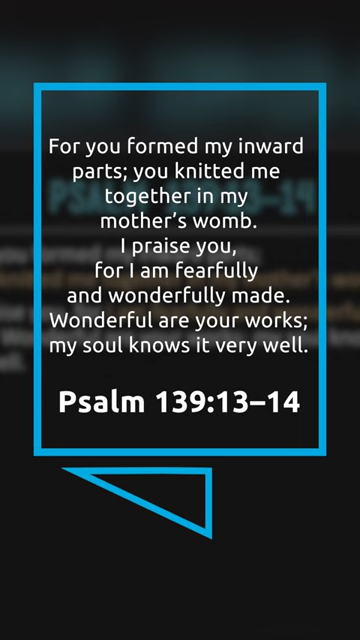 For you formed my inward
parts; you knitted me
together in my
mother’s womb.
I praise you,
for I am fearfully
and wonderfully made.
Wonderful are your works;
my soul knows it very well.
Psalm 139:13–14